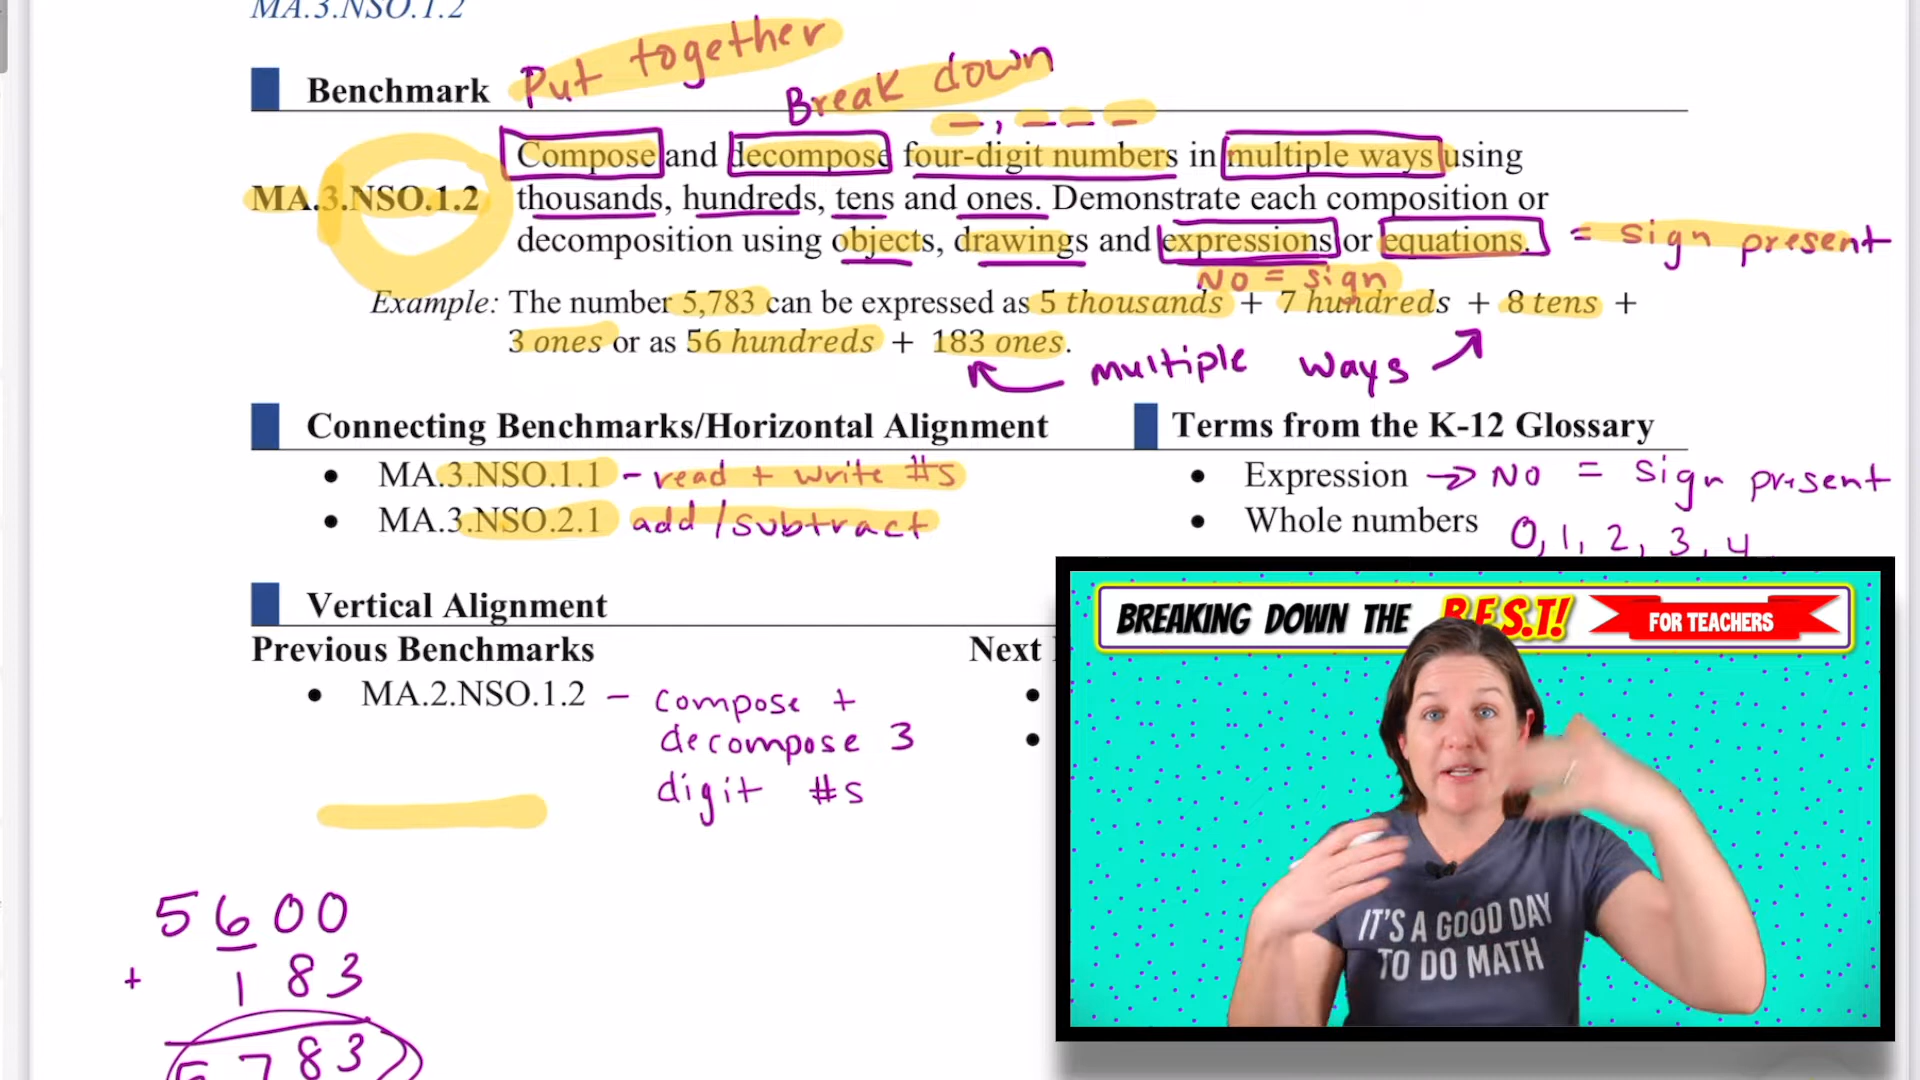 MA.3.NSO.1.2
Put together
Break down
Benchmark
_,_ _ _
Compose and decompose four-digit numbers in multiple ways using
MA.3.NSO.1.2 thousands, hundreds, tens and ones. Demonstrate each composition or
decomposition using objects, drawings and expressions or equations. = sign present
NO = sign
Example: The number 5,783 can be expressed as 5 thousands + 7 hundreds + 8 tens +
3 ones or as 56 hundreds + 183 ones.
multiple ways
Connecting Benchmarks/Horizontal Alignment
MA.3.NSO.1.1 - read + write #s
MA.3.NSO.2.1 add/subtract
Terms from the K-12 Glossary
Expression → NO = sign present
Whole numbers 0, 1, 2, 3, 4
Vertical Alignment
Previous Benchmarks
MA.2.NSO.1.2 - compose +
decompose 3
digit #s
Next
5600
+ 183
5783
BREAKING DOWN THE B.E.S.T! FOR TEACHERS
IT'S A GOOD DAY
TO DO MATH